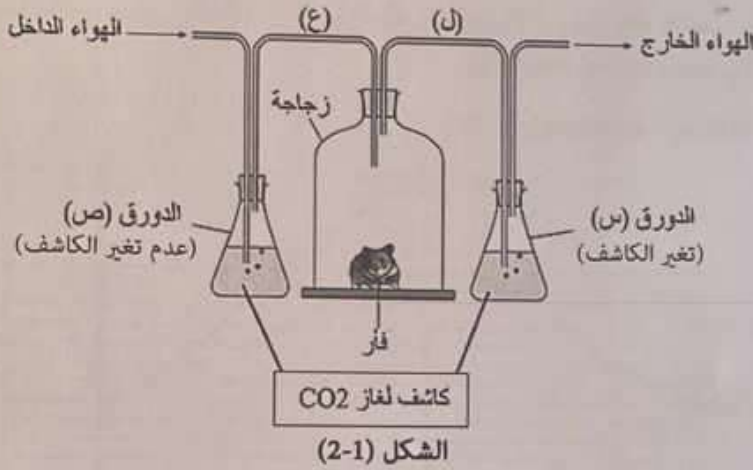 (ع)
(ل)
الهواء الداخل
الهواء الخارج
زجاجة
الدورق (ص)
(عدم تغير الكاشف)
الدورق (س)
(تغير الكاشف)
فأر
كاشف لغاز CO2
الشكل (1-2)